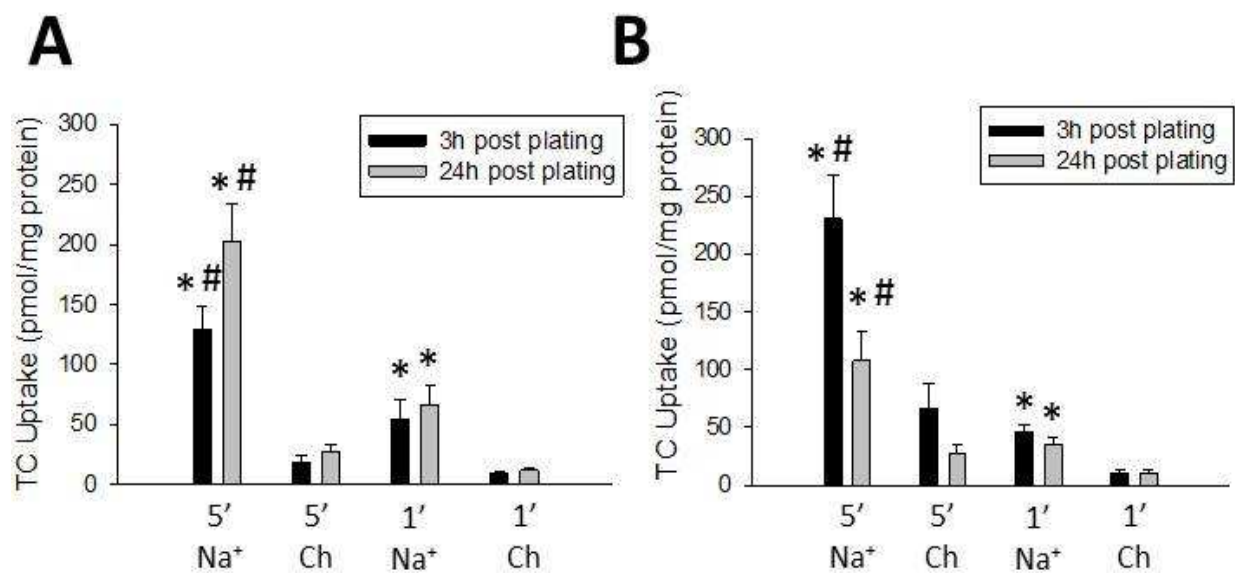 A
TC Uptake (pmol/mg protein)
300
250
200
150
100
50
0
3h post plating
24h post plating
* #
* #
*
*
5′ 5′ 1′ 1′
Na⁺ Ch Na⁺ Ch
B
TC Uptake (pmol/mg protein)
300
250
200
150
100
50
0
3h post plating
24h post plating
* #
* #
*
*
5′ 5′ 1′ 1′
Na⁺ Ch Na⁺ Ch